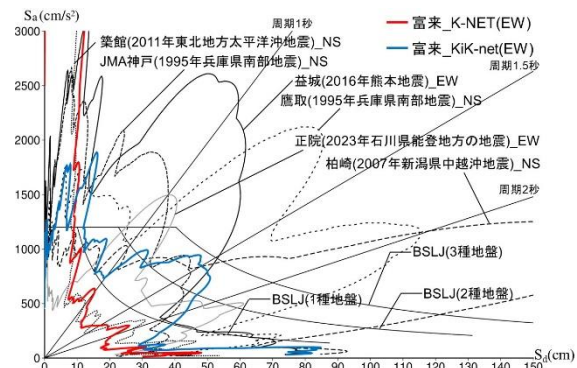 Sa(cm/s²)
富来_K-NET(EW)
富来_KiK-net(EW)
周期1秒
築館(2011年東北地方太平洋沖地震)_NS
JMA神戸(1995年兵庫県南部地震)_NS
周期1.5秒
益城(2016年熊本地震)_EW
鷹取(1995年兵庫県南部地震)_NS
正院(2023年石川県能登地方の地震)_EW
柏崎(2007年新潟県中越沖地震)_NS
周期2秒
BSLJ(3種地盤)
BSLJ(1種地盤)
BSLJ(2種地盤)
3000
2500
2000
1500
1000
500
0
0 10 20 30 40 50 60 70 80 90 100 110 120 130 140 150
Sd(cm)